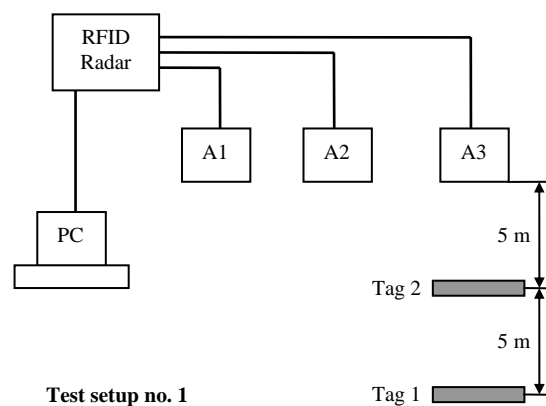 RFID
Radar
A1
A2
A3
PC
5 m
Tag 2
5 m
Test setup no. 1
Tag 1